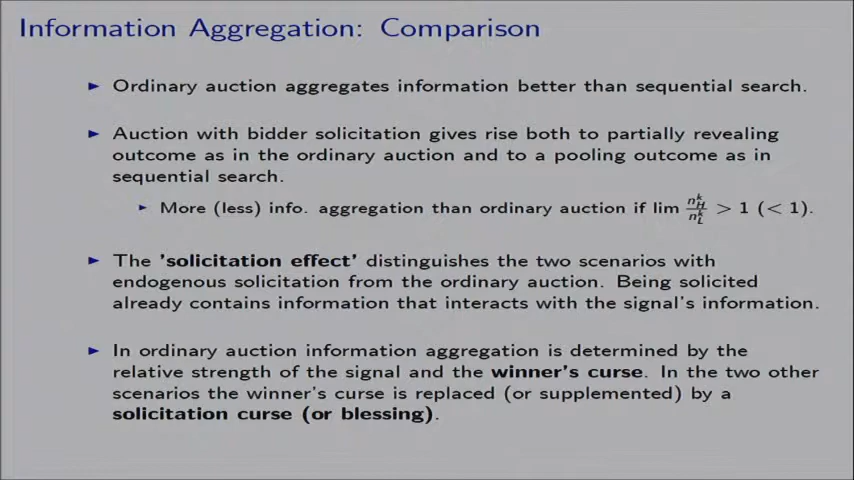 Information Aggregation: Comparison
Ordinary auction aggregates information better than sequential search.
Auction with bidder solicitation gives rise both to partially revealing
outcome as in the ordinary auction and to a pooling outcome as in
sequential search.
More (less) info. aggregation than ordinary auction if lim n_H^k / n_L^k > 1 (< 1).
The 'solicitation effect' distinguishes the two scenarios with
endogenous solicitation from the ordinary auction. Being solicited
already contains information that interacts with the signal's information.
In ordinary auction information aggregation is determined by the
relative strength of the signal and the winner's curse. In the two other
scenarios the winner's curse is replaced (or supplemented) by a
solicitation curse (or blessing).